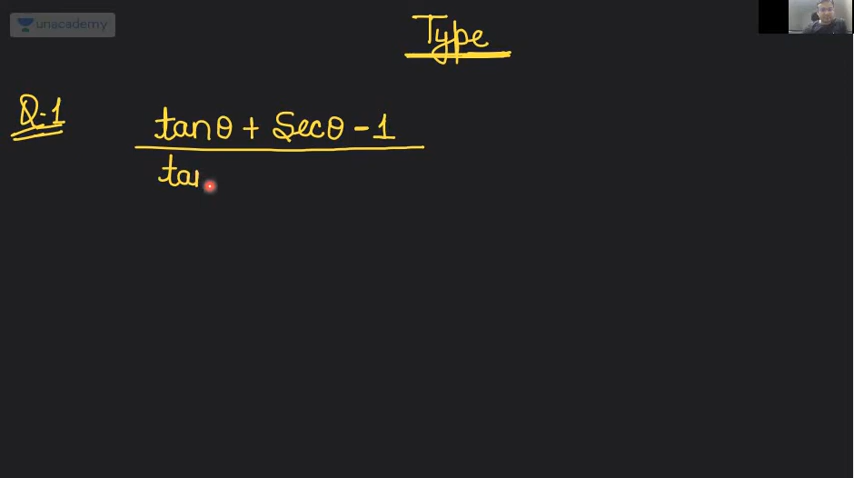 unacademy
Type
Q-1
tanθ + Secθ - 1
tan